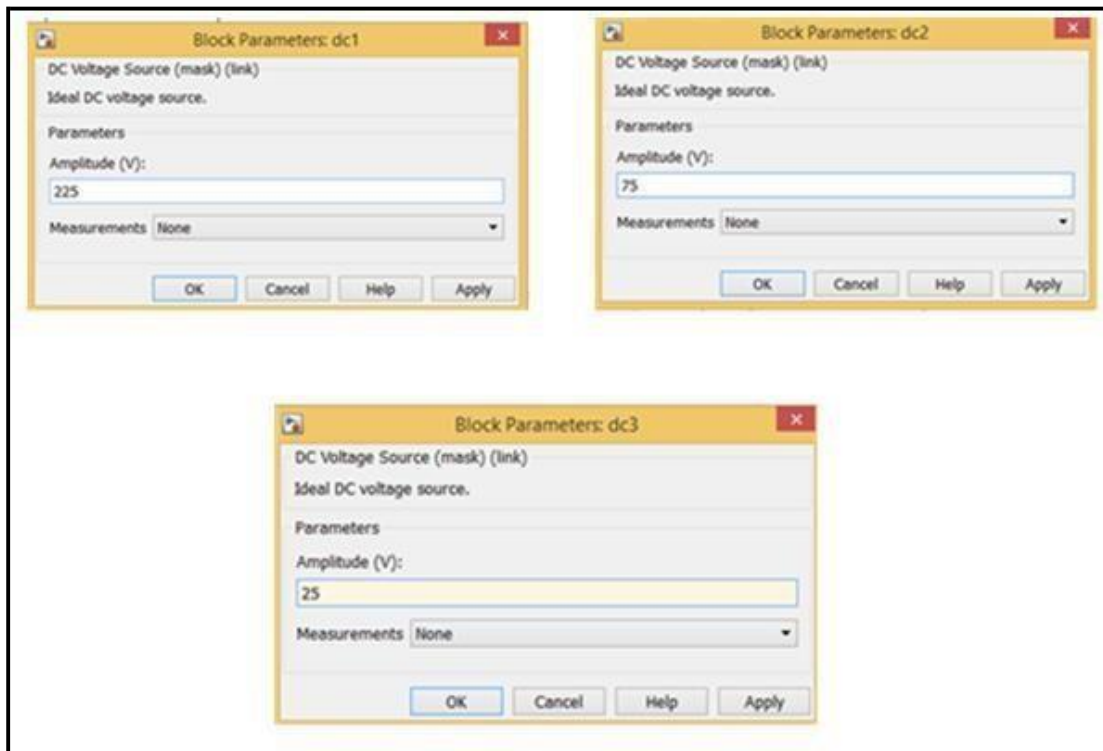 Block Parameters: dc1
DC Voltage Source (mask) (link)
Ideal DC voltage source.
Parameters
Amplitude (V):
225
Measurements None
OK Cancel Help Apply
Block Parameters: dc2
DC Voltage Source (mask) (link)
Ideal DC voltage source.
Parameters
Amplitude (V):
75
Measurements None
OK Cancel Help Apply
Block Parameters: dc3
DC Voltage Source (mask) (link)
Ideal DC voltage source.
Parameters
Amplitude (V):
25
Measurements None
OK Cancel Help Apply